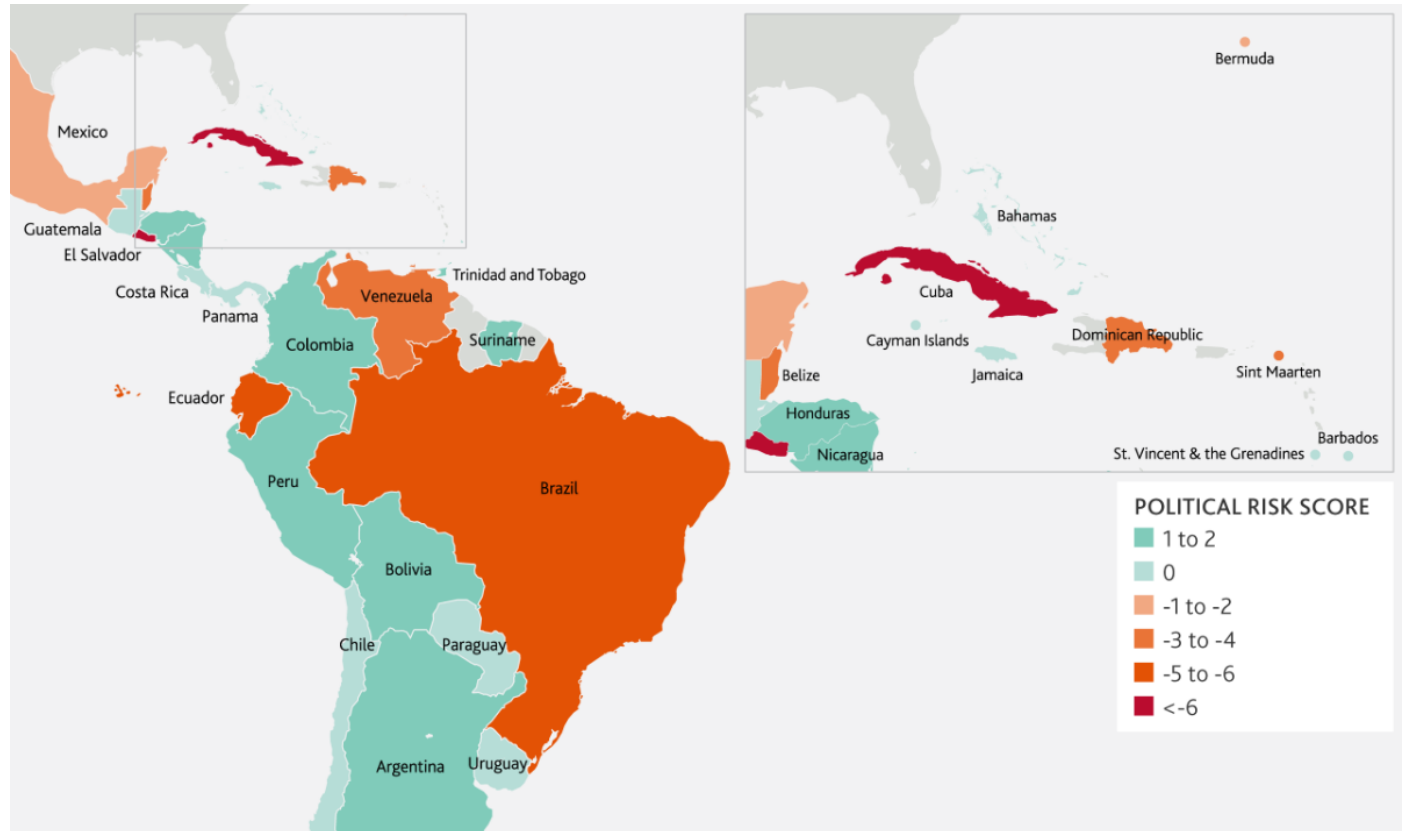 Mexico
Guatemala
El Salvador
Costa Rica
Panama
Trinidad and Tobago
Venezuela
Suriname
Colombia
Ecuador
Peru
Brazil
Bolivia
Chile
Paraguay
Argentina
Uruguay
Bermuda
Bahamas
Cuba
Cayman Islands
Dominican Republic
Jamaica
Sint Maarten
Belize
Honduras
Nicaragua
St. Vincent & the Grenadines
Barbados
POLITICAL RISK SCORE
1 to 2
0
-1 to -2
-3 to -4
-5 to -6
<-6